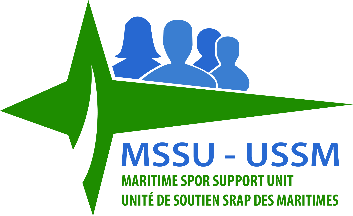 MSSU - USSM
MARITIME SPOR SUPPORT UNIT
UNITÉ DE SOUTIEN SRAP DES MARITIMES